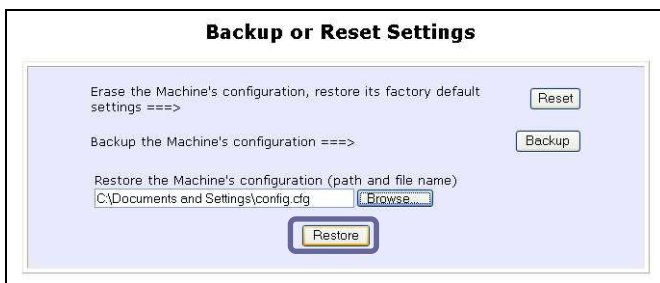 Backup or Reset Settings
Erase the Machine's configuration, restore its factory default
settings ===>
Reset
Backup the Machine's configuration ===>
Backup
Restore the Machine's configuration (path and file name)
C:\Documents and Settings\config.cfg
Browse...
Restore